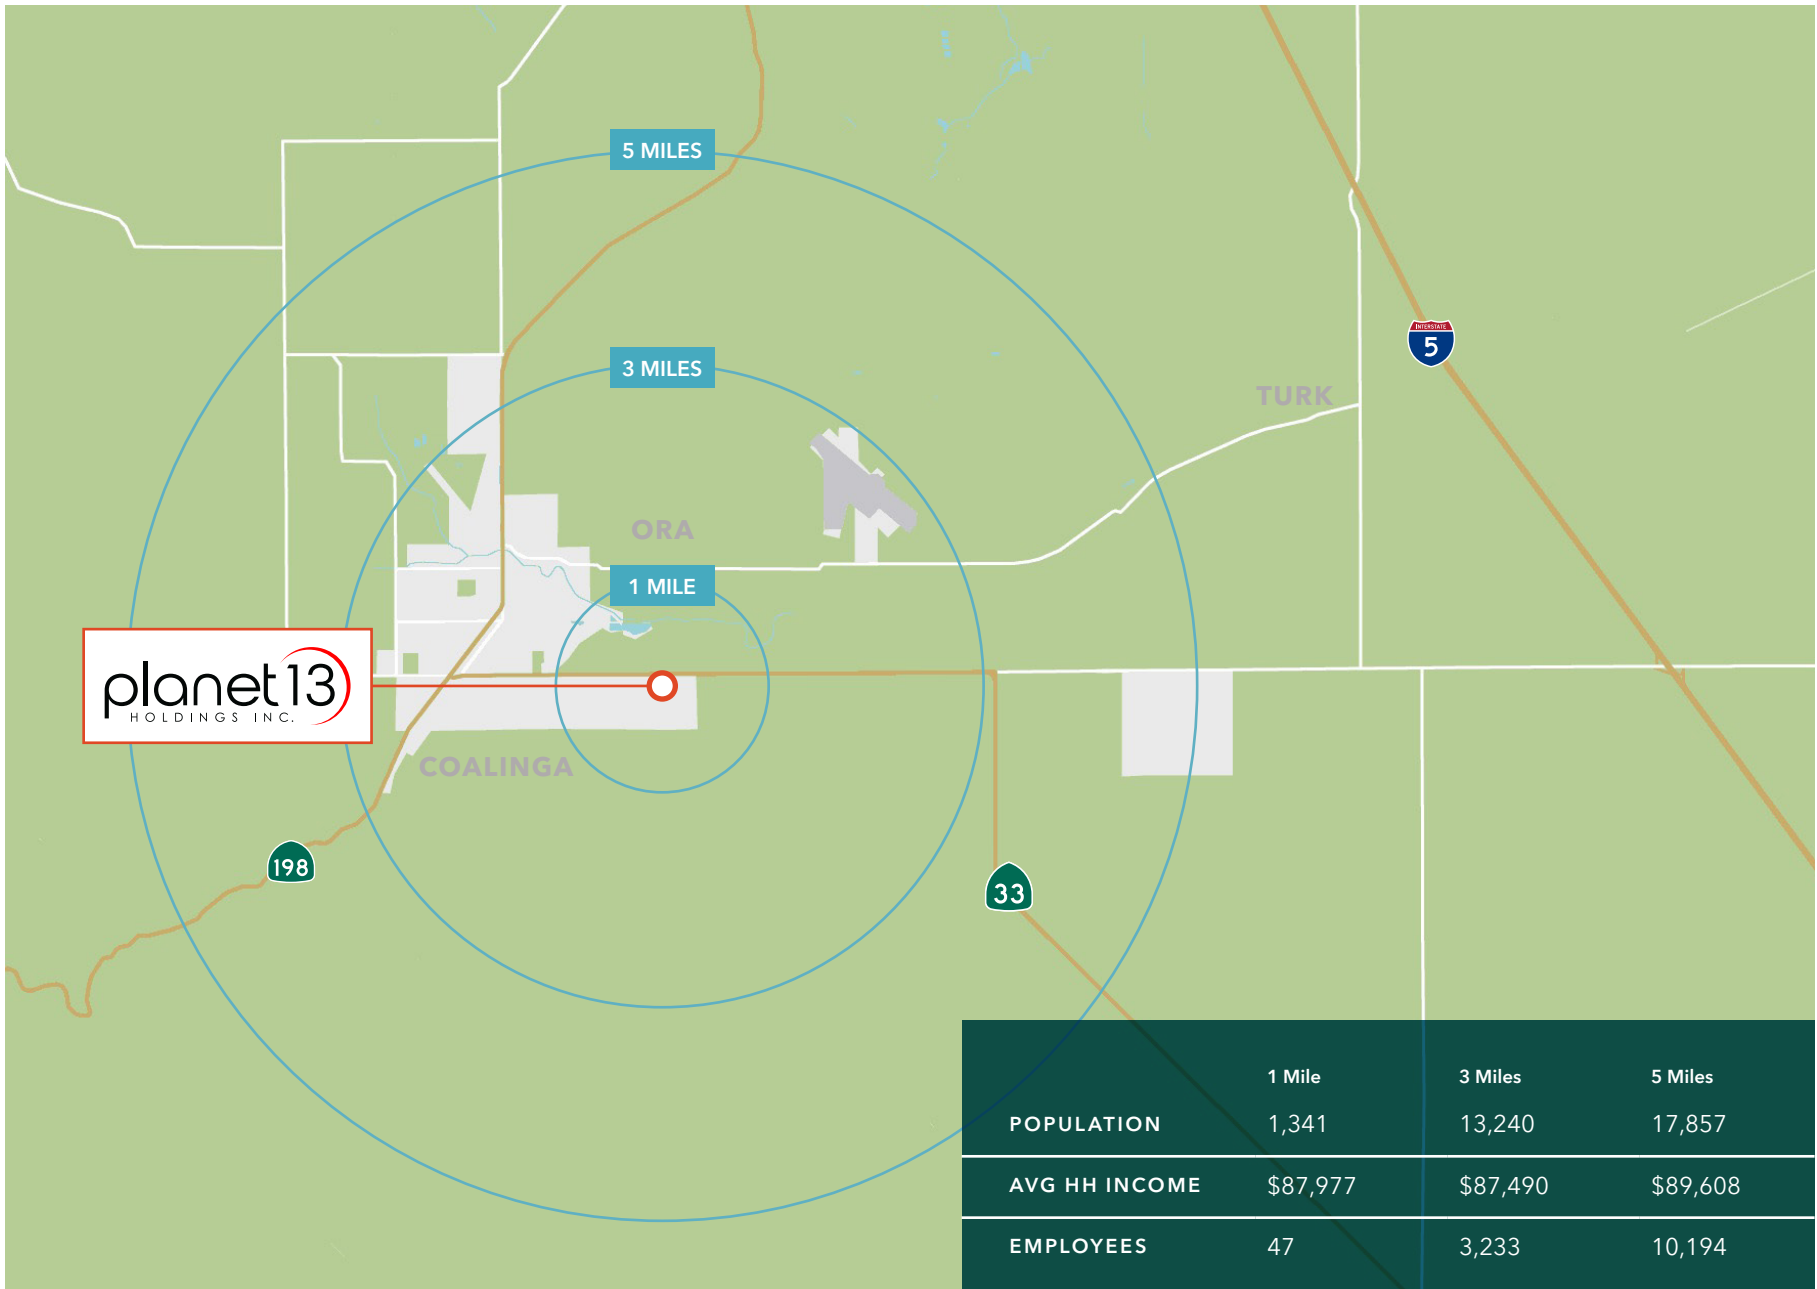 5 MILES
3 MILES
INTERSTATE
5
TURK
ORA
1 MILE
planet13
HOLDINGS INC.
COALINGA
198
33
1 Mile 3 Miles 5 Miles
POPULATION 1,341 13,240 17,857
AVG HH INCOME $87,977 $87,490 $89,608
EMPLOYEES 47 3,233 10,194